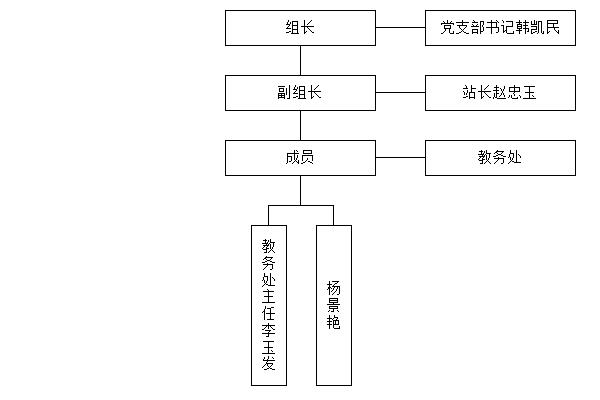 组长
党支部书记韩凯民
副组长
站长赵忠玉
成员
教务处
教务处主任李玉发
杨景艳